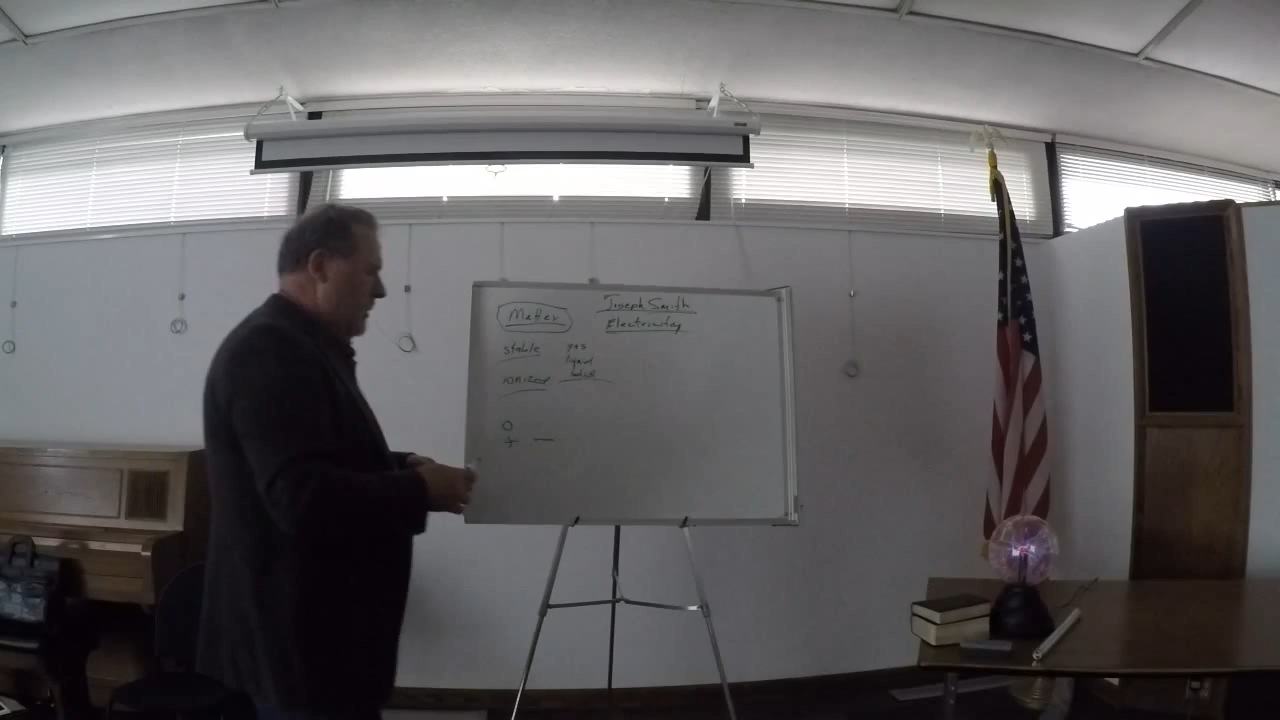 Joseph Smith
Electricity
Matter
stable gas
liquid
solid
ionized
O
+ —